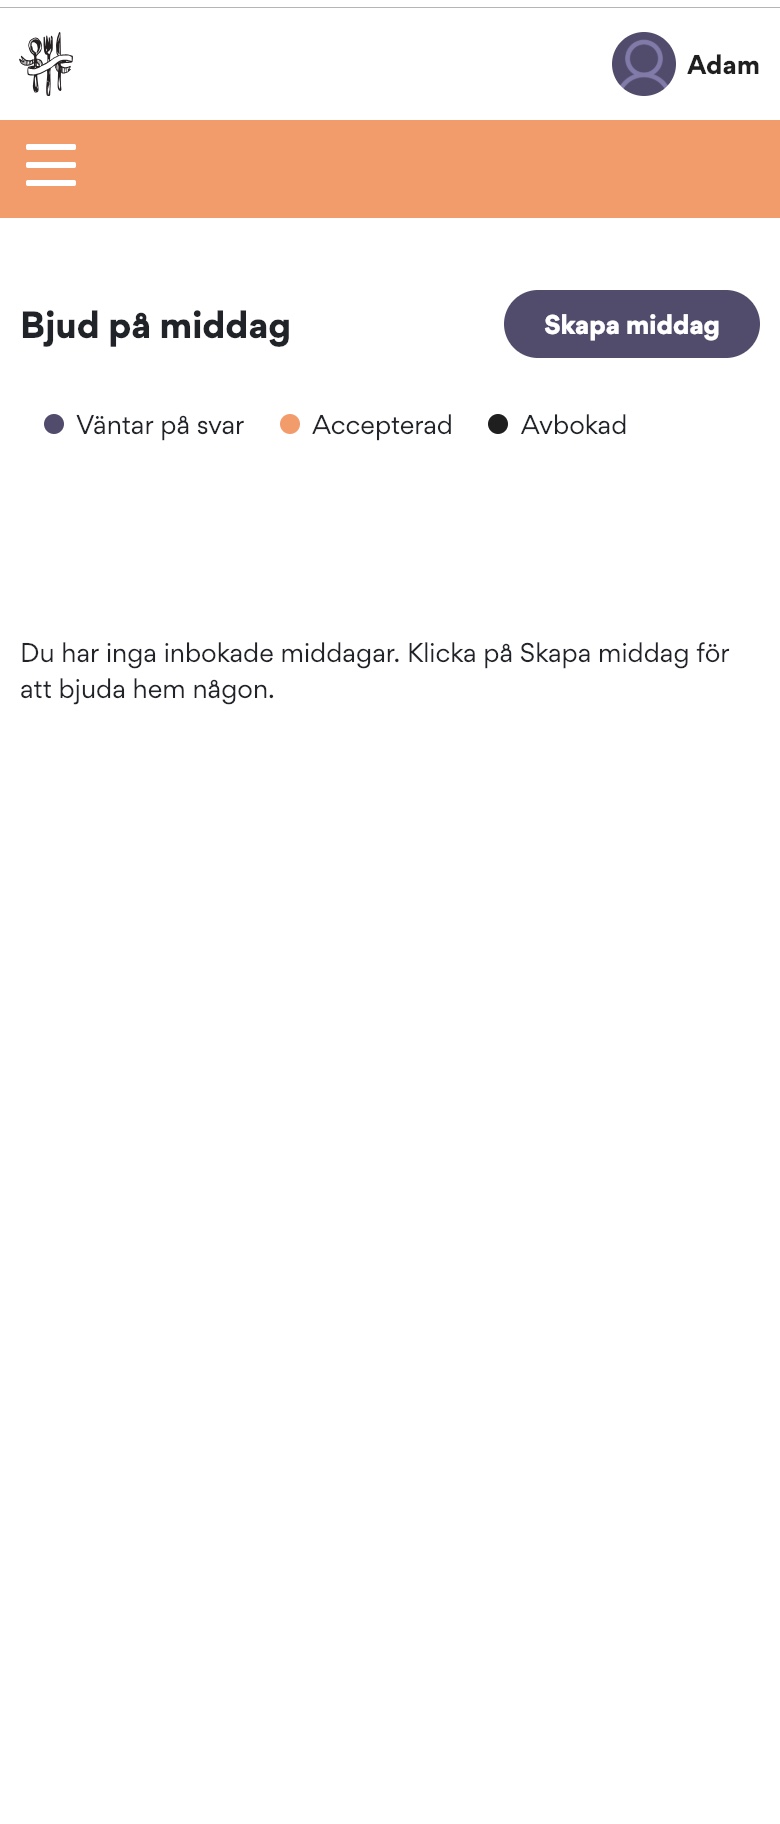 Adam
Bjud på middag
Skapa middag
Väntar på svar
Accepterad
Avbokad
Du har inga inbokade middagar. Klicka på Skapa middag för
att bjuda hem någon.